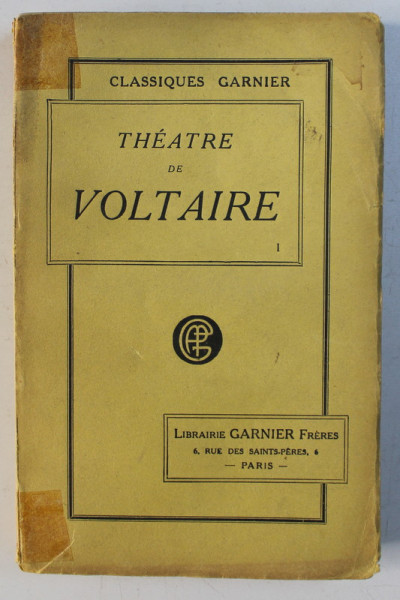 CLASSIQUES GARNIER
THÉATRE
DE
VOLTAIRE
I
LIBRAIRIE GARNIER FRÈRES
6, RUE DES SAINTS-PÈRES, 6
— PARIS —